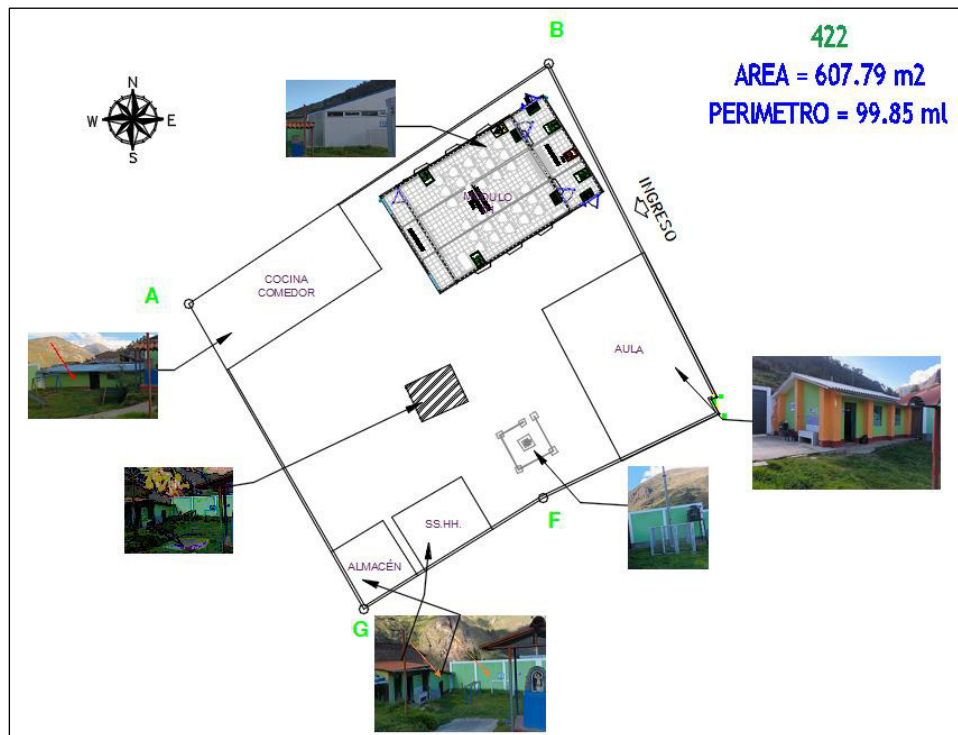 B
422
AREA = 607.79 m2
PERIMETRO = 99.85 ml
N
W
E
S
INGRESO
COCINA
COMEDOR
A
AULA
SS.HH.
F
ALMACÉN
G